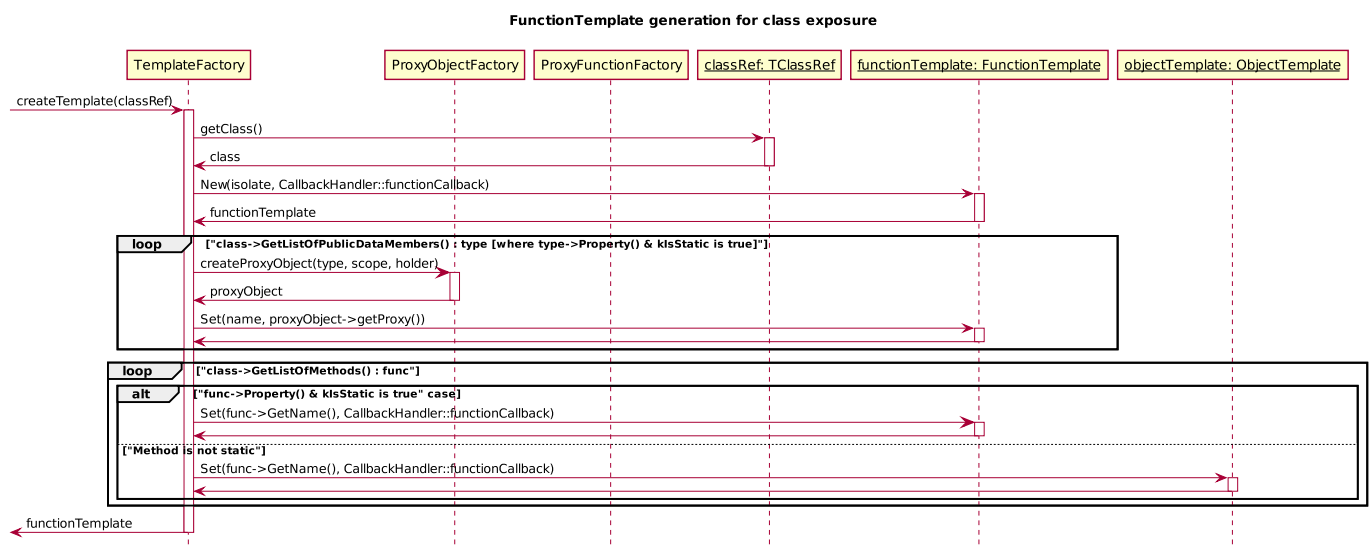 FunctionTemplate generation for class exposure
TemplateFactory
ProxyObjectFactory
ProxyFunctionFactory
classRef: TClassRef
functionTemplate: FunctionTemplate
objectTemplate: ObjectTemplate
createTemplate(classRef)
getClass()
class
New(isolate, CallbackHandler::functionCallback)
functionTemplate
loop ["class->GetListOfPublicDataMembers() : type [where type->Property() & kIsStatic is true]"]
createProxyObject(type, scope, holder)
proxyObject
Set(name, proxyObject->getProxy())
loop ["class->GetListOfMethods() : func"]
alt ["func->Property() & kIsStatic is true" case]
Set(func->GetName(), CallbackHandler::functionCallback)
["Method is not static"]
Set(func->GetName(), CallbackHandler::functionCallback)
functionTemplate